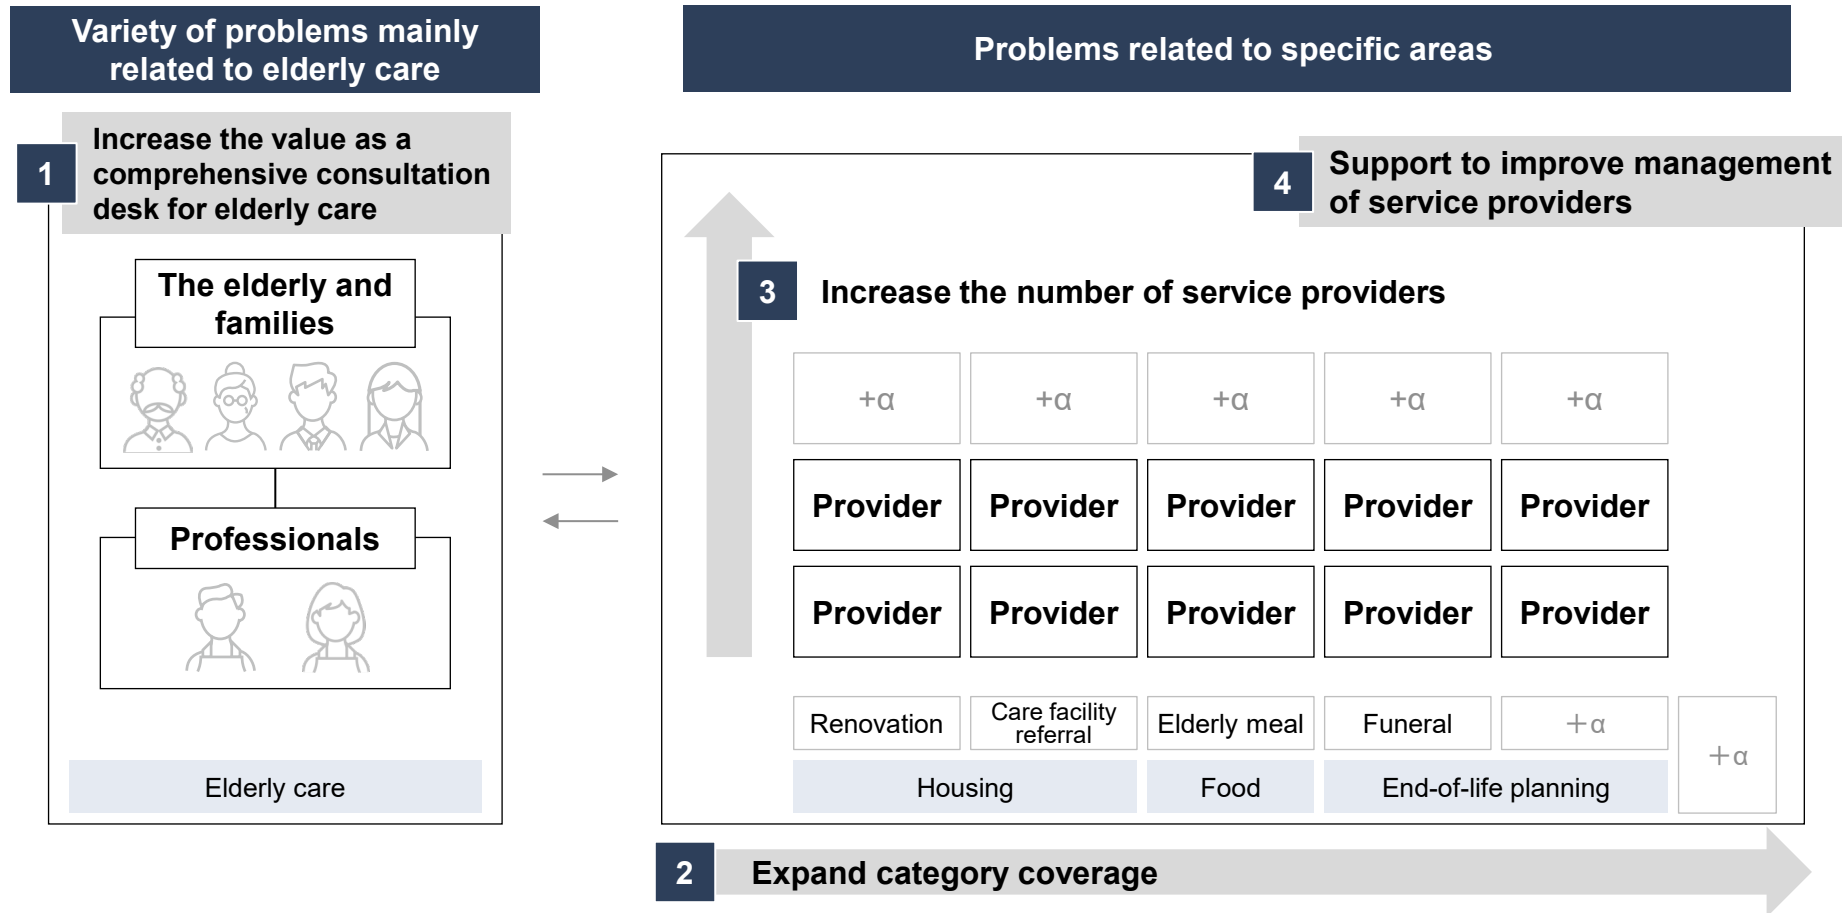 Variety of problems mainly
related to elderly care
Problems related to specific areas
1
Increase the value as a
comprehensive consultation
desk for elderly care
The elderly and
families
Professionals
Elderly care
4
Support to improve management
of service providers
3
Increase the number of service providers
+α +α +α +α +α
Provider Provider Provider Provider Provider
Provider Provider Provider Provider Provider
Renovation
Care facility
referral
Elderly meal
Funeral
+α
+α
Housing
Food
End-of-life planning
2
Expand category coverage